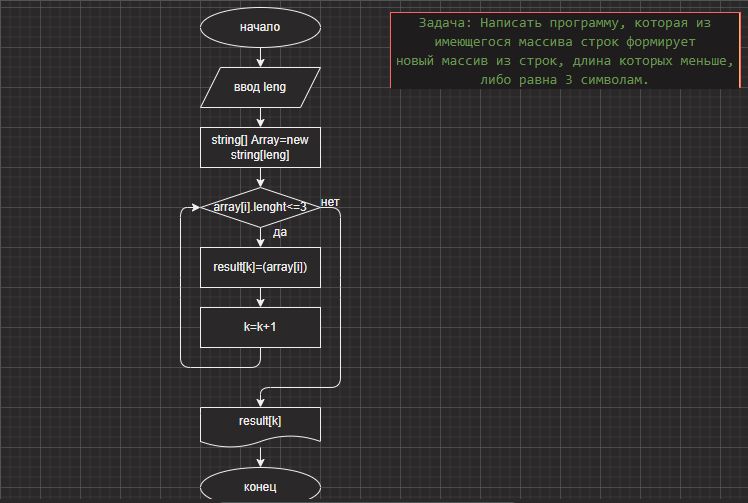 начало
Задача: Написать программу, которая из
имеющегося массива строк формирует
новый массив из строк, длина которых меньше,
либо равна 3 символам.
ввод leng
string[] Array=new
string[leng]
array[i].lenght<=3
нет
да
result[k]=(array[i])
k=k+1
result[k]
конец